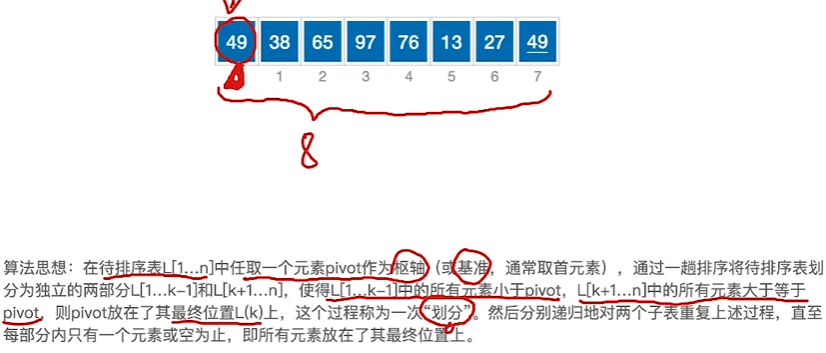 49 38 65 97 76 13 27 49
1 2 3 4 5 6 7
8
算法思想：在待排序表L[1…n]中任取一个元素pivot作为枢轴（或基准，通常取首元素），通过一趟排序将待排序表划
分为独立的两部分L[1…k−1]和L[k+1…n]，使得L[1…k−1]中的所有元素小于pivot，L[k+1…n]中的所有元素大于等于
pivot，则pivot放在了其最终位置L(k)上，这个过程称为一次“划分”。然后分别递归地对两个子表重复上述过程，直至
每部分内只有一个元素或空为止，即所有元素放在了其最终位置上。